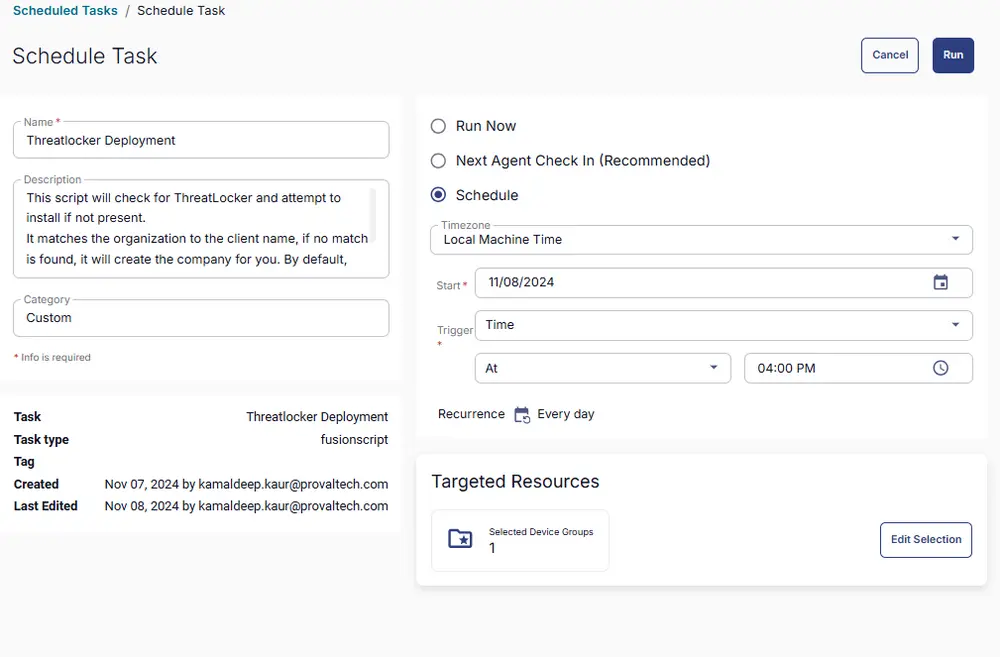 Scheduled Tasks / Schedule Task
Schedule Task
Cancel
Run
Name *
Threatlocker Deployment
Description
This script will check for ThreatLocker and attempt to
install if not present.
It matches the organization to the client name, if no match
is found, it will create the company for you. By default,
Category
Custom
* Info is required
Task Threatlocker Deployment
Task type fusionscript
Tag
Created Nov 07, 2024 by kamaldeep.kaur@provaltech.com
Last Edited Nov 08, 2024 by kamaldeep.kaur@provaltech.com
Run Now
Next Agent Check In (Recommended)
Schedule
Timezone
Local Machine Time
Start * 11/08/2024
Trigger * Time
At 04:00 PM
Recurrence Every day
Targeted Resources
Selected Device Groups
1
Edit Selection